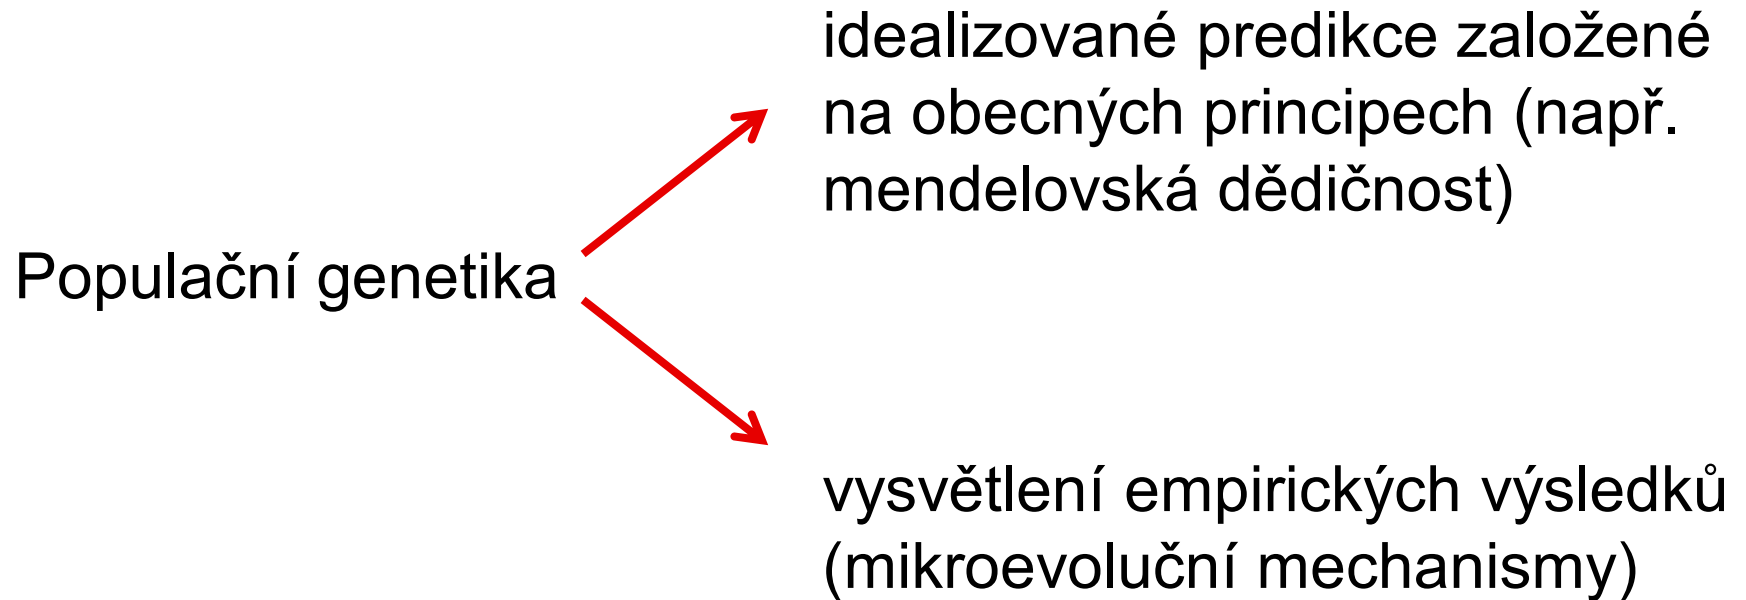 idealizované predikce založené
na obecných principech (např.
mendelovská dědičnost)
Populační genetika
vysvětlení empirických výsledků
(mikroevoluční mechanismy)